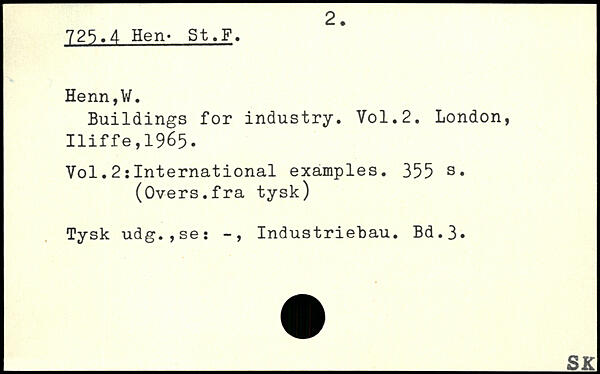 2.
725.4 Hen. St.F.
Henn,W.
Buildings for industry. Vol.2. London,
Iliffe,1965.
Vol.2:International examples. 355 s.
(Overs.fra tysk)
Tysk udg.,se: -, Industriebau. Bd.3.
SK